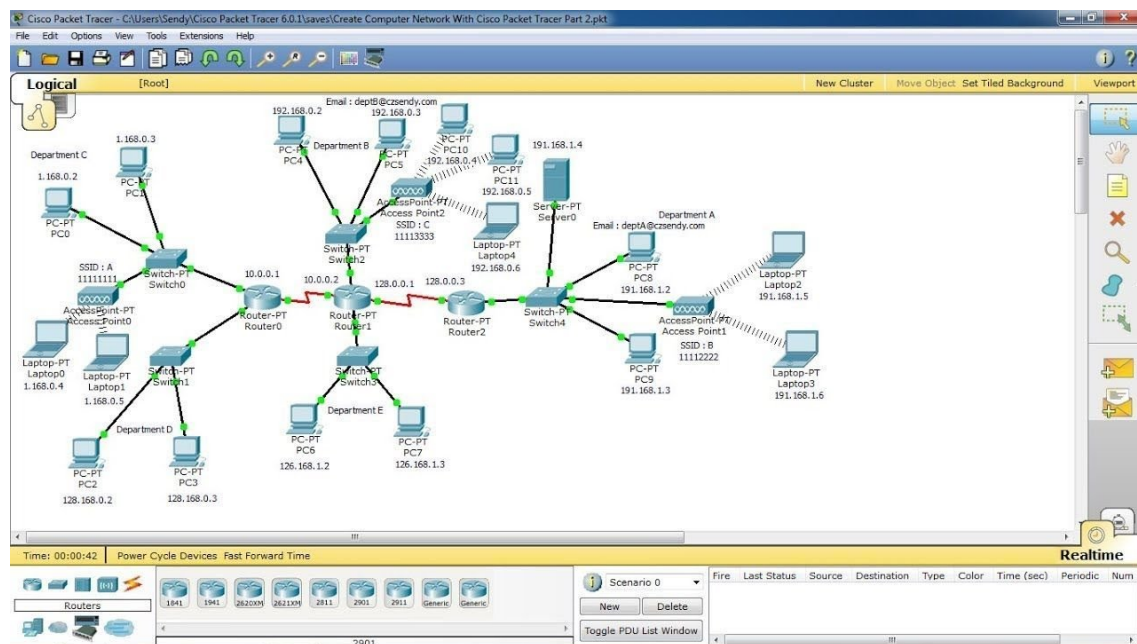 Cisco Packet Tracer - C:\Users\Sendy\Cisco Packet Tracer 6.0.1\saves\Create Computer Network With Cisco Packet Tracer Part 2.pkt
File Edit Options View Tools Extensions Help
Logical
[Root]
New Cluster
Move Object
Set Tiled Background
Viewport
Department C
1.168.0.3
PC-PT
PC1
1.168.0.2
PC-PT
PC0
SSID : A
11111111
AccessPoint-PT
Access Point0
Switch-PT
Switch0
Laptop-PT
Laptop0
1.168.0.4
Laptop-PT
Laptop1
1.168.0.5
10.0.0.1
Router-PT
Router0
Switch-PT
Switch1
Department D
PC-PT
PC2
128.168.0.2
PC-PT
PC3
128.168.0.3
Email : deptB@czsendy.com
192.168.0.2
192.168.0.3
PC-PT
PC4
Department B
PC-PT
PC5
PC-PT
PC10
192.168.0.4
PC-PT
PC11
192.168.0.5
AccessPoint-PT
Access Point2
SSID : C
11113333
Laptop-PT
Laptop4
192.168.0.6
Switch-PT
Switch2
10.0.0.2
128.0.0.1
128.0.0.3
Router-PT
Router1
Router-PT
Router2
Switch-PT
Switch3
Department E
PC-PT
PC6
126.168.1.2
PC-PT
PC7
126.168.1.3
191.168.1.4
Server-PT
Server0
Department A
Email : deptA@czsendy.com
PC-PT
PC8
191.168.1.2
Switch-PT
Switch4
PC-PT
PC9
191.168.1.3
AccessPoint-PT
Access Point1
SSID : B
11112222
Laptop-PT
Laptop2
191.168.1.5
Laptop-PT
Laptop3
191.168.1.6
Time: 00:00:42
Power Cycle Devices Fast Forward Time
Realtime
Routers
1841
1941
2620XM
2621XM
2811
2901
2911
Generic
Generic
2901
Scenario 0
New
Delete
Toggle PDU List Window
Fire Last Status Source Destination Type Color Time (sec) Periodic Num